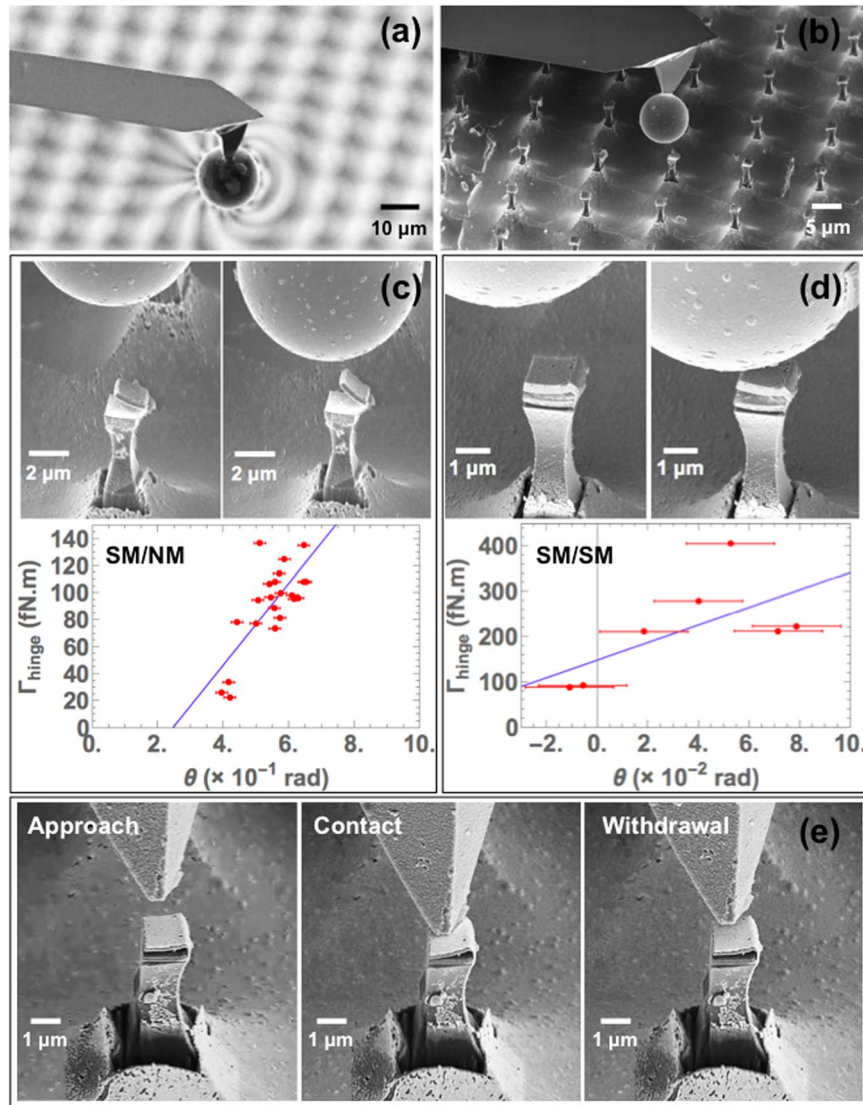 (a)
10 µm
(b)
5 µm
(c)
2 µm
2 µm
(d)
1 µm
1 µm
SM/NM
Γhinge (fN.m)
140
120
100
80
60
40
20
0
0. 2. 4. 6. 8. 10.
θ (× 10⁻¹ rad)
SM/SM
Γhinge (fN.m)
400
300
200
100
0
−2. 0. 2. 4. 6. 8. 10.
θ (× 10⁻² rad)
Approach
Contact
Withdrawal
(e)
1 µm
1 µm
1 µm